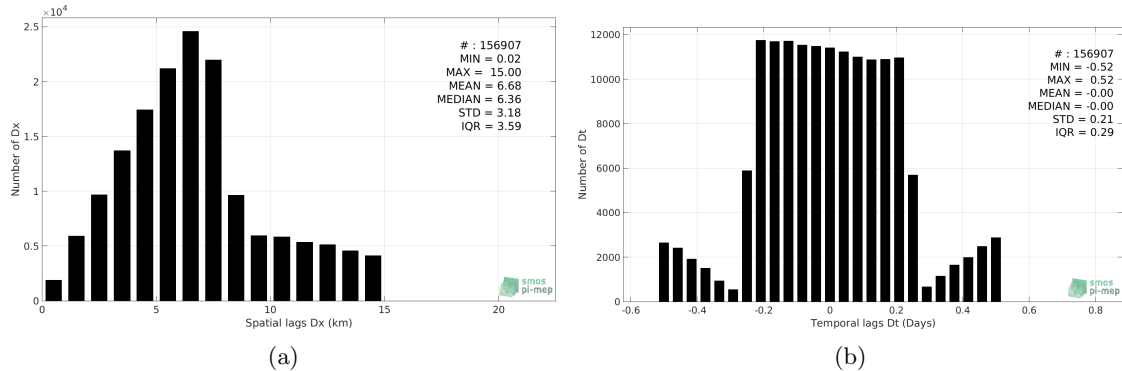 ×10⁴
2.5
2
1.5
1
0.5
0
0 5 10 15 20
Number of Dx
Spatial lags Dx (km)
# : 156907
MIN = 0.02
MAX = 15.00
MEAN = 6.68
MEDIAN = 6.36
STD = 3.18
IQR = 3.59
smos
pi-mep
(a)
12000
10000
8000
6000
4000
2000
0
-0.6 -0.4 -0.2 0 0.2 0.4 0.6 0.8
Number of Dt
Temporal lags Dt (Days)
# : 156907
MIN = -0.52
MAX = 0.52
MEAN = -0.00
MEDIAN = -0.00
STD = 0.21
IQR = 0.29
smos
pi-mep
(b)